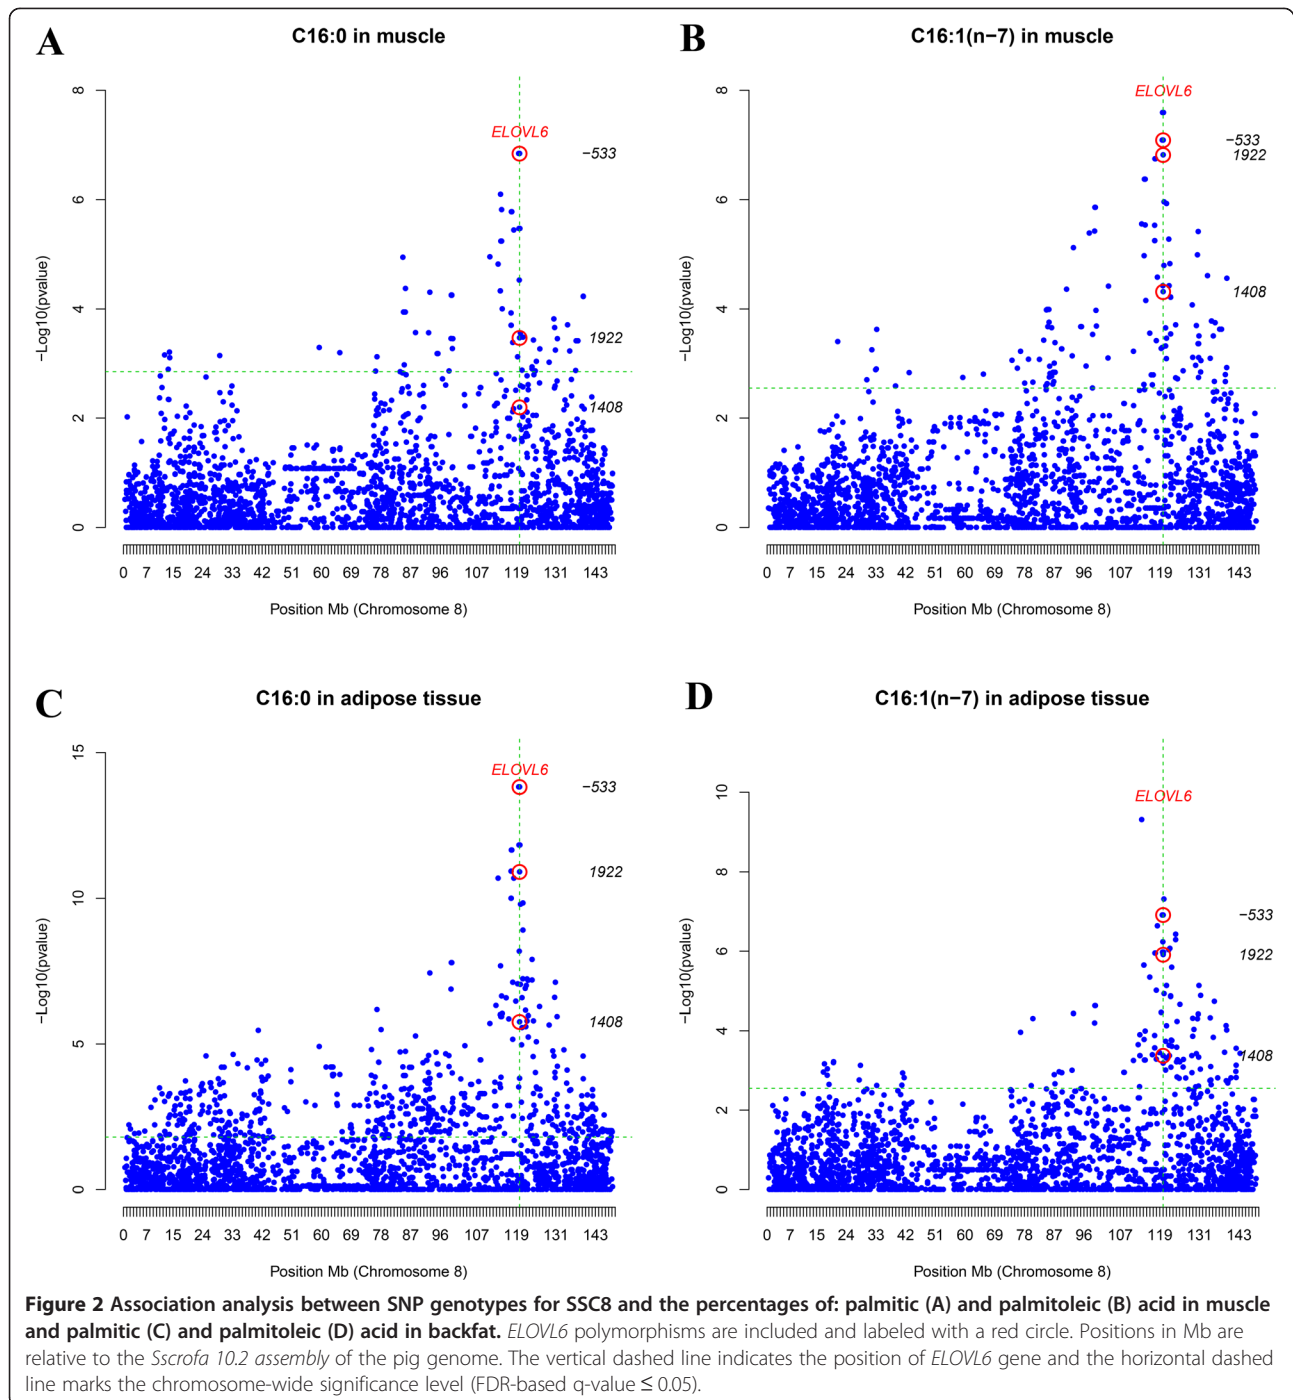 A
C16:0 in muscle
−Log10(pvalue)
8
6
4
2
0
ELOVL6
−533
1922
1408
0 7 15 24 33 42 51 60 69 78 87 96 107 119 143
Position Mb (Chromosome 8)
B
C16:1(n−7) in muscle
−Log10(pvalue)
8
6
4
2
0
ELOVL6
−533
1922
1408
0 7 15 24 33 42 51 60 69 78 87 96 107 119 143
Position Mb (Chromosome 8)
C
C16:0 in adipose tissue
−Log10(pvalue)
15
10
5
0
ELOVL6
−533
1922
1408
0 7 15 24 33 42 51 60 69 78 87 96 107 119 143
Position Mb (Chromosome 8)
D
C16:1(n−7) in adipose tissue
−Log10(pvalue)
10
8
6
4
2
0
ELOVL6
−533
1922
1408
0 7 15 24 33 42 51 60 69 78 87 96 107 119 143
Position Mb (Chromosome 8)
Figure 2 Association analysis between SNP genotypes for SSC8 and the percentages of: palmitic (A) and palmitoleic (B) acid in muscle
and palmitic (C) and palmitoleic (D) acid in backfat. ELOVL6 polymorphisms are included and labeled with a red circle. Positions in Mb are
relative to the Sscrofa 10.2 assembly of the pig genome. The vertical dashed line indicates the position of ELOVL6 gene and the horizontal dashed
line marks the chromosome-wide significance level (FDR-based q-value ≤ 0.05).